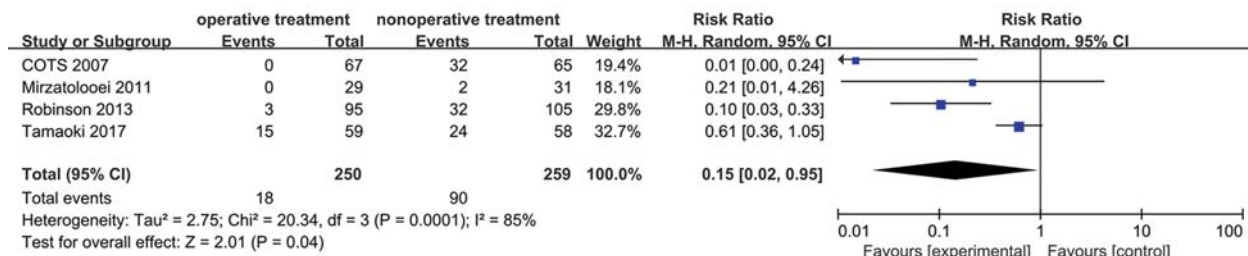 operative treatment nonoperative treatment Risk Ratio Risk Ratio
Study or Subgroup Events Total Events Total Weight M-H, Random, 95% CI M-H, Random, 95% CI
COTS 2007 0 67 32 65 19.4% 0.01 [0.00, 0.24]
Mirzatolooei 2011 0 29 2 31 18.1% 0.21 [0.01, 4.26]
Robinson 2013 3 95 32 105 29.8% 0.10 [0.03, 0.33]
Tamaoki 2017 15 59 24 58 32.7% 0.61 [0.36, 1.05]
Total (95% CI) 250 259 100.0% 0.15 [0.02, 0.95]
Total events 18 90
Heterogeneity: Tau² = 2.75; Chi² = 20.34, df = 3 (P = 0.0001); I² = 85%
Test for overall effect: Z = 2.01 (P = 0.04)
0.01 0.1 1 10 100
Favours [experimental] Favours [control]